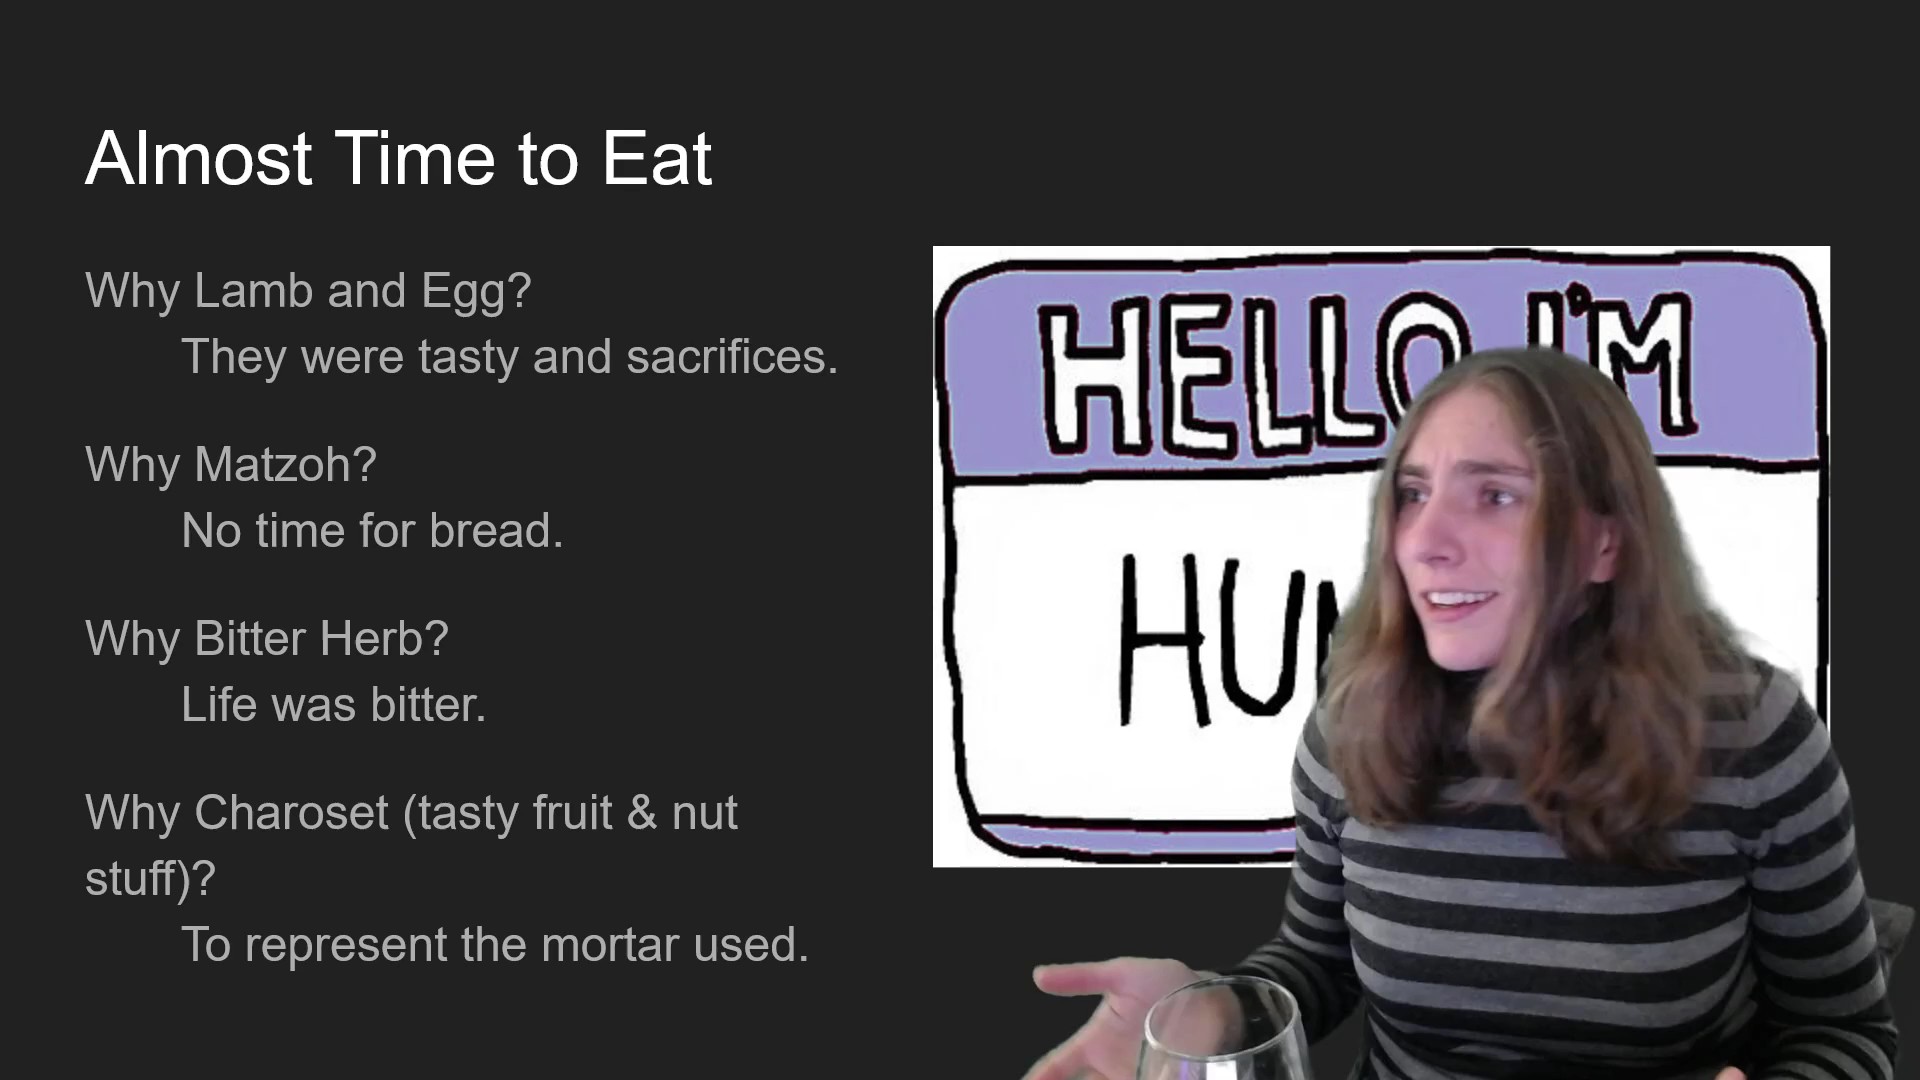 Almost Time to Eat
Why Lamb and Egg?
They were tasty and sacrifices.
Why Matzoh?
No time for bread.
Why Bitter Herb?
Life was bitter.
Why Charoset (tasty fruit & nut
stuff)?
To represent the mortar used.
HELLO I'M